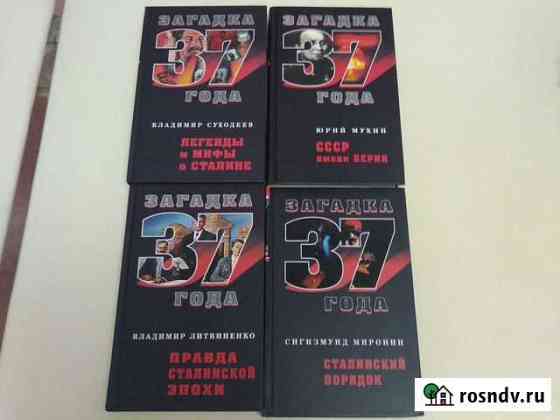 ЗАГАДКА
37
ГОДА
ВЛАДИМИР СУХОДЕЕВ
ЛЕГЕНДЫ
И МИФЫ
О СТАЛИНЕ
ЗАГАДКА
37
ГОДА
ЮРИЙ МУХИН
СССР
ИМЕНИ БЕРИЯ
ЗАГАДКА
37
ГОДА
ВЛАДИМИР ЛИТВИНЕНКО
ПРАВДА
СТАЛИНСКОЙ
ЭПОХИ
ЗАГАДКА
37
ГОДА
СИГИЗМУНД МИРОНИН
СТАЛИНСКИЙ
ПОРЯДОК
rosndv.ru